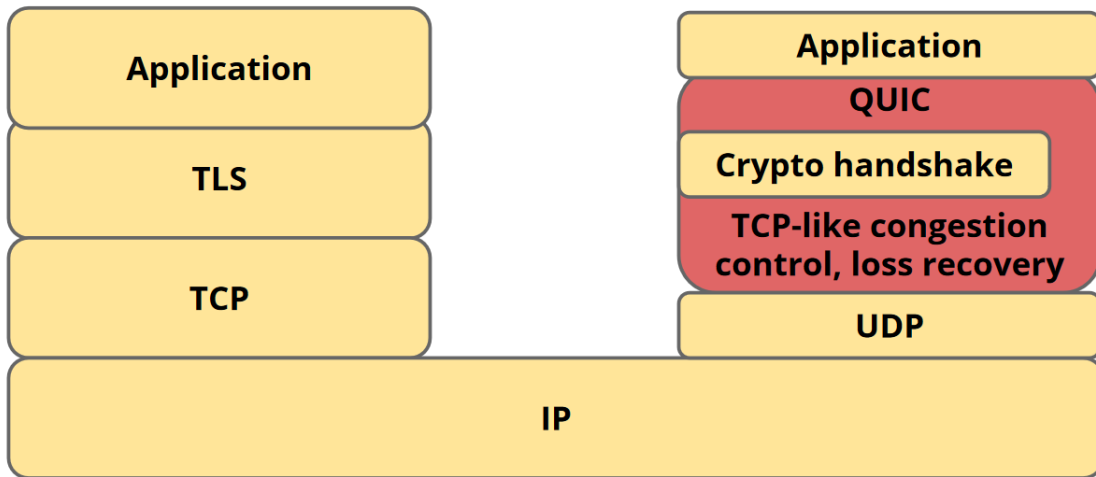 Application
TLS
TCP
Application
QUIC
Crypto handshake
TCP-like congestion
control, loss recovery
UDP
IP